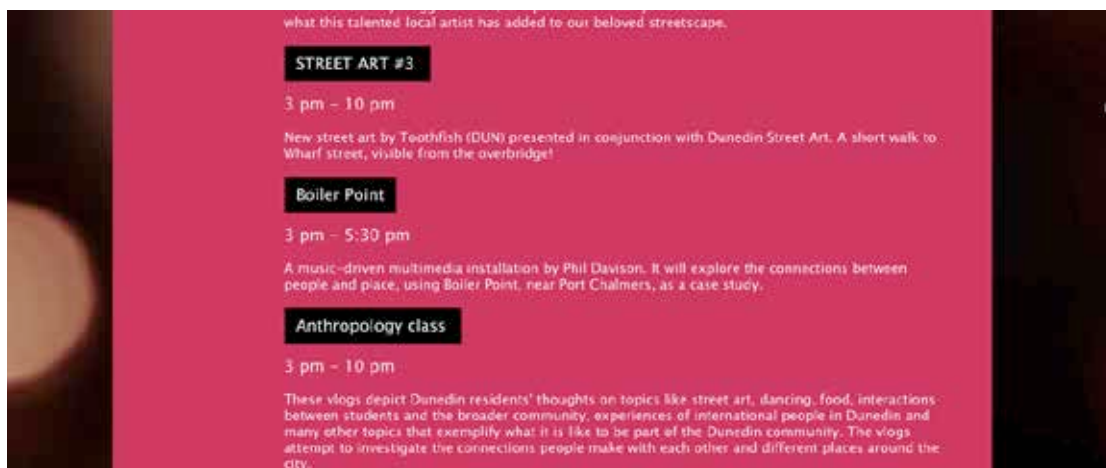 what this talented local artist has added to our beloved streetscape.
STREET ART #3
3 pm – 10 pm
New street art by Toothfish (DUN) presented in conjunction with Dunedin Street Art. A short walk to
Wharf street, visible from the overbridge!
Boiler Point
3 pm – 5:30 pm
A music-driven multimedia installation by Phil Davison. It will explore the connections between
people and place, using Boiler Point, near Port Chalmers, as a case study.
Anthropology class
3 pm – 10 pm
These vlogs depict Dunedin residents' thoughts on topics like street art, dancing, food, interactions
between students and the broader community, experiences of international people in Dunedin and
many other topics that exemplify what it is like to be part of the Dunedin community. The vlogs
attempt to investigate the connections people make with each other and different places around the
city.